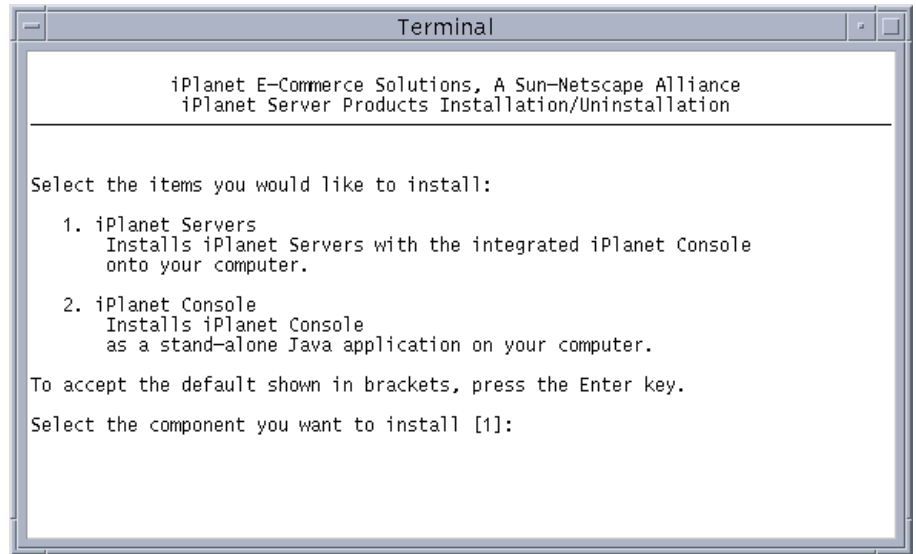 Terminal
iPlanet E-Commerce Solutions, A Sun-Netscape Alliance
iPlanet Server Products Installation/Uninstallation
Select the items you would like to install:
1. iPlanet Servers
Installs iPlanet Servers with the integrated iPlanet Console
onto your computer.
2. iPlanet Console
Installs iPlanet Console
as a stand-alone Java application on your computer.
To accept the default shown in brackets, press the Enter key.
Select the component you want to install [1]: